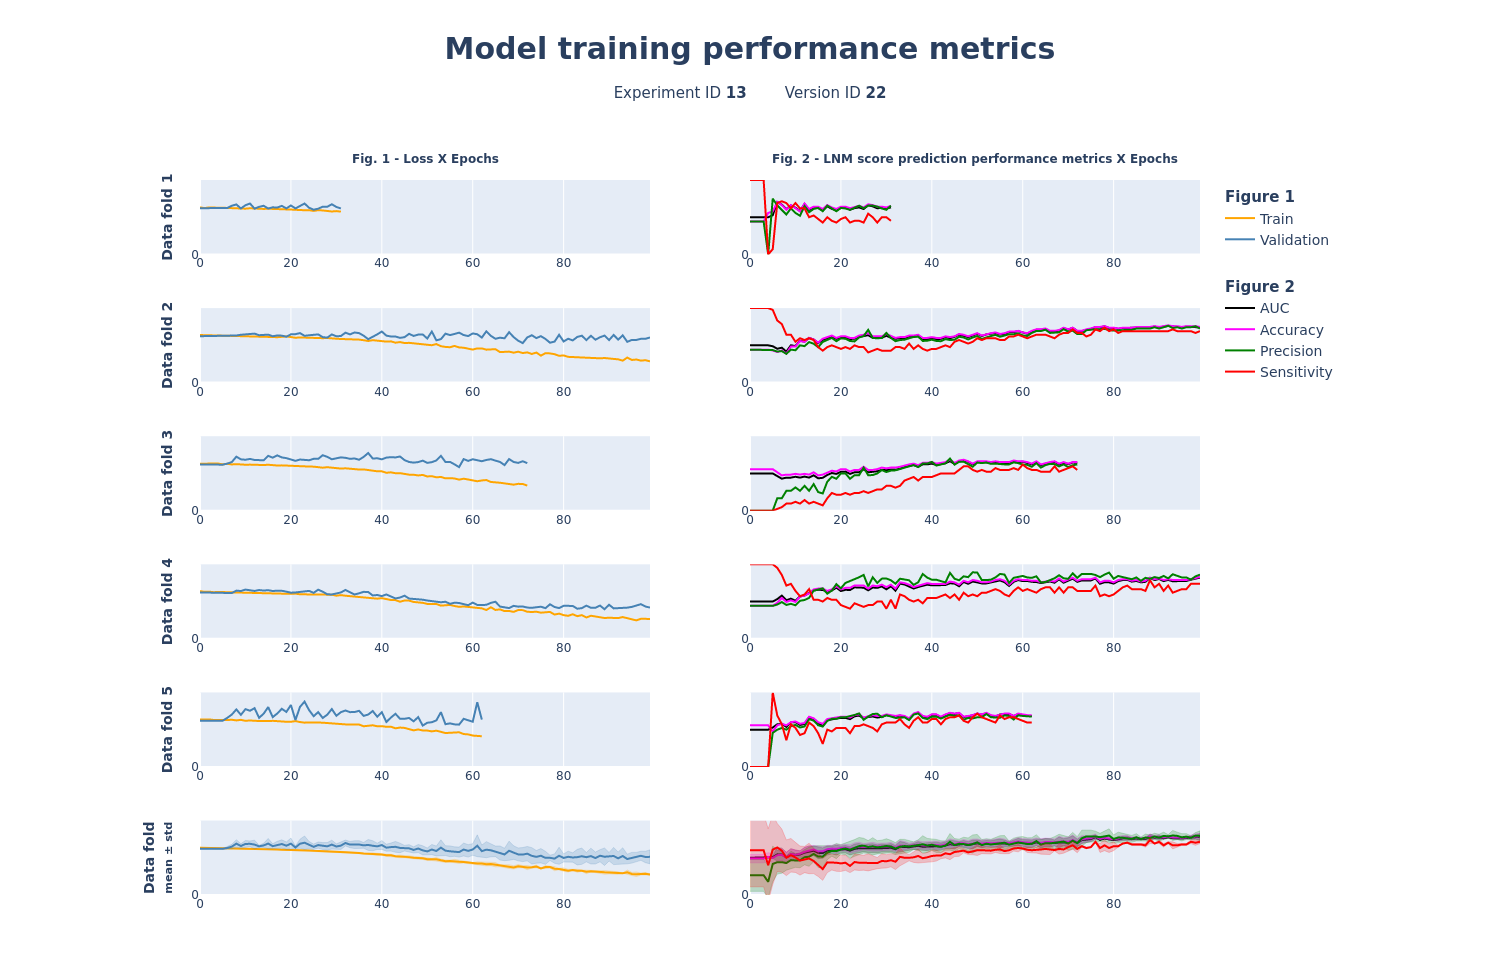 Model training performance metrics
Experiment ID 13 Version ID 22
Fig. 1 - Loss X Epochs
Fig. 2 - LNM score prediction performance metrics X Epochs
Data fold 1
0
0 20 40 60 80
0
0 20 40 60 80
Figure 1
Train
Validation
Figure 2
AUC
Accuracy
Precision
Sensitivity
Data fold 2
0
0 20 40 60 80
0
0 20 40 60 80
Data fold 3
0
0 20 40 60 80
0
0 20 40 60 80
Data fold 4
0
0 20 40 60 80
0
0 20 40 60 80
Data fold 5
0
0 20 40 60 80
0
0 20 40 60 80
Data fold
mean ± std
0
0 20 40 60 80
0
0 20 40 60 80